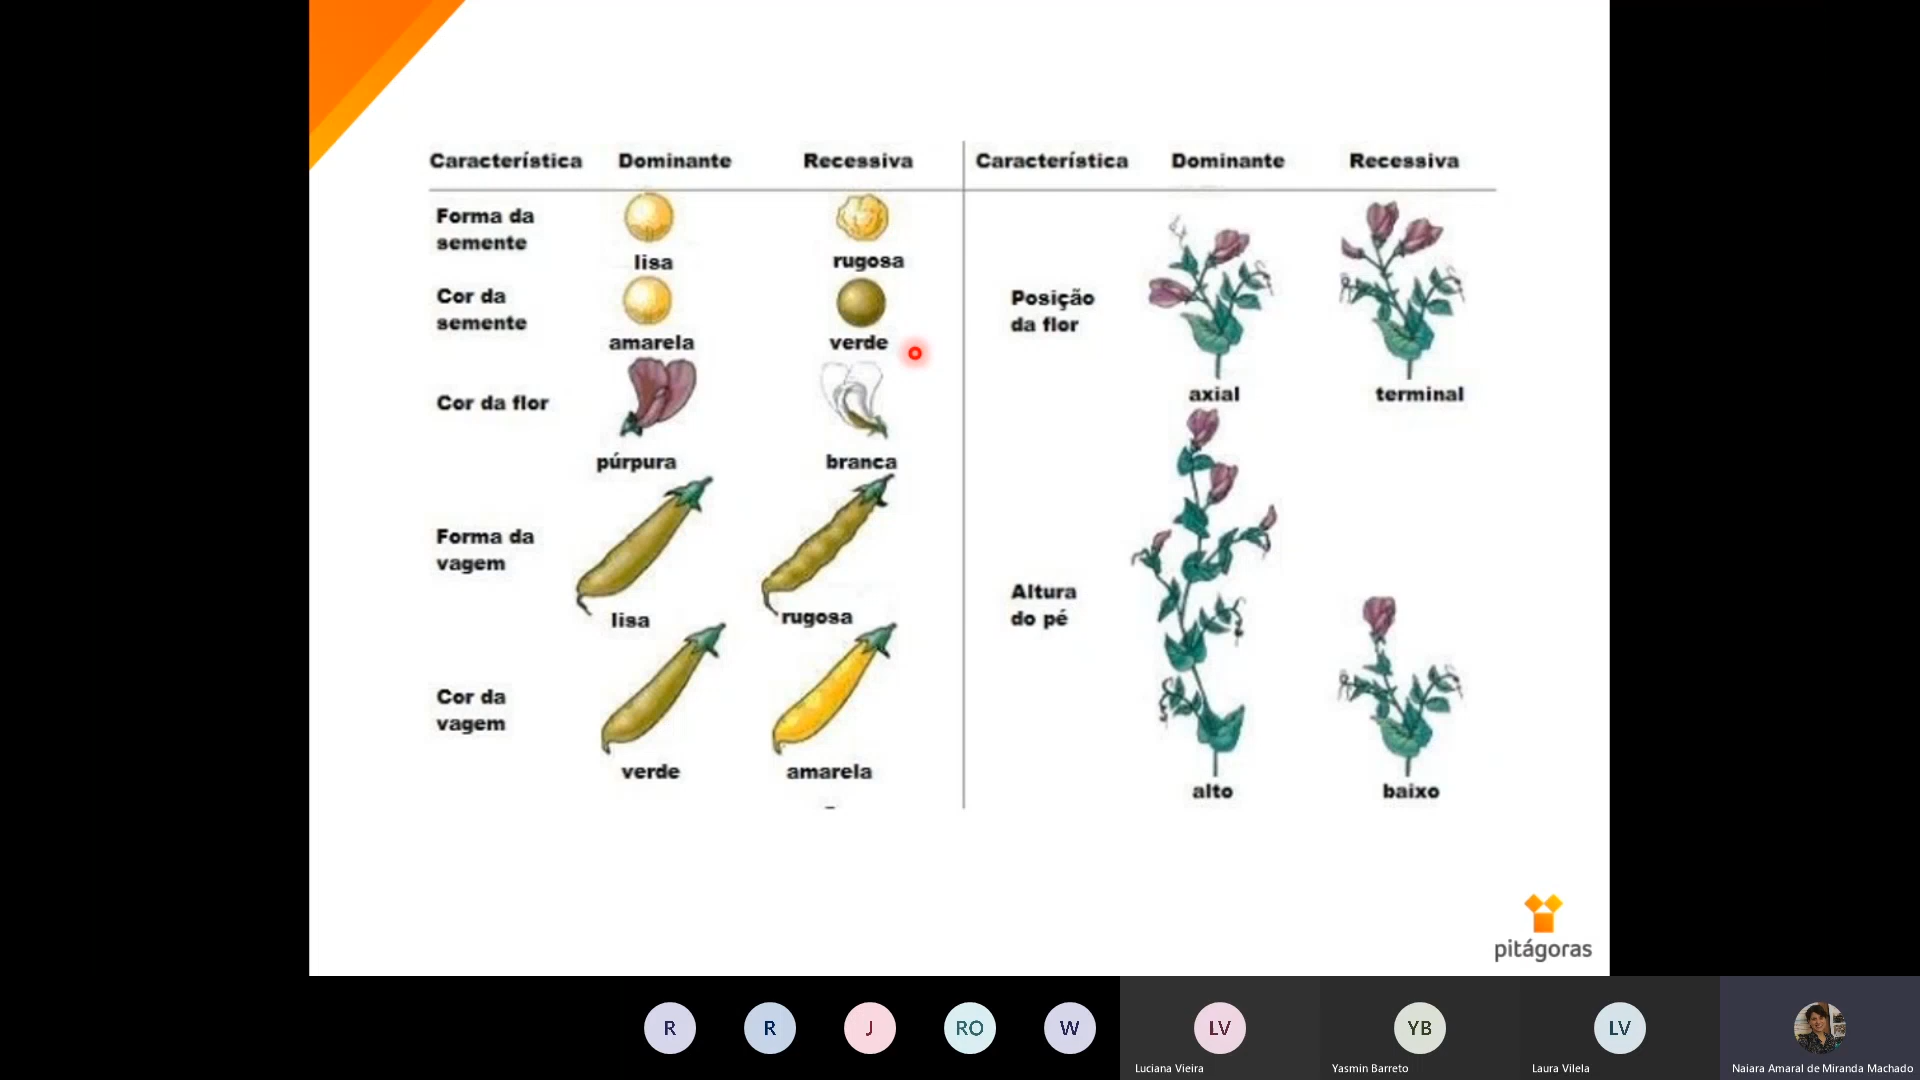 Característica Dominante Recessiva
Forma da
semente
lisa rugosa
Cor da
semente
amarela verde
Cor da flor
púrpura branca
Forma da
vagem
lisa rugosa
Cor da
vagem
verde amarela
Característica Dominante Recessiva
Posição
da flor
axial terminal
Altura
do pé
alto baixo
pitágoras
R R J RO W LV YB LV
Luciana Vieira Yasmin Barreto Laura Vilela Naiara Amaral de Miranda Machado